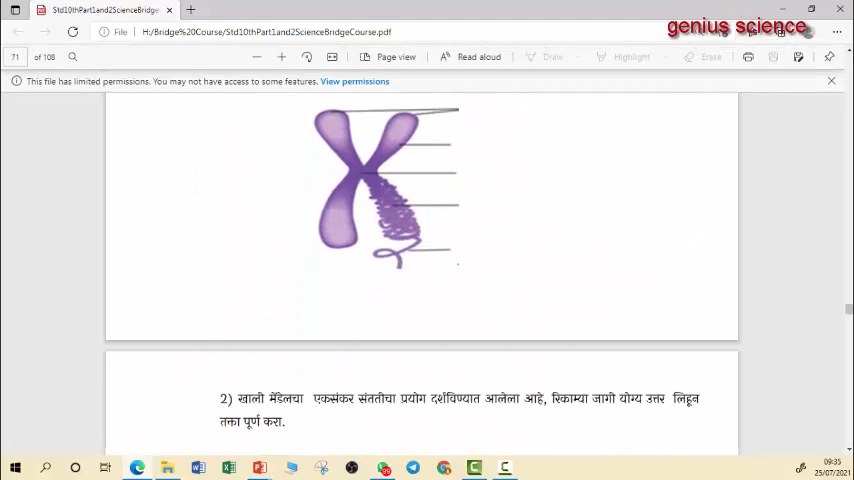 Std10thPart1and2ScienceBridge
genius science
File
H:/Bridge%20Course/Std10thPart1and2ScienceBridgeCourse.pdf
71
of 108
Page view
Read aloud
Draw
Highlight
Erase
This file has limited permissions. You may not have access to some features. View permissions
2) खाली मेंडेलचा एकसंकर संततीचा प्रयोग दर्शविण्यात आलेला आहे, रिकाम्या जागी योग्य उत्तर लिहून
तक्ता पूर्ण करा.
99
09:35
25/07/2021